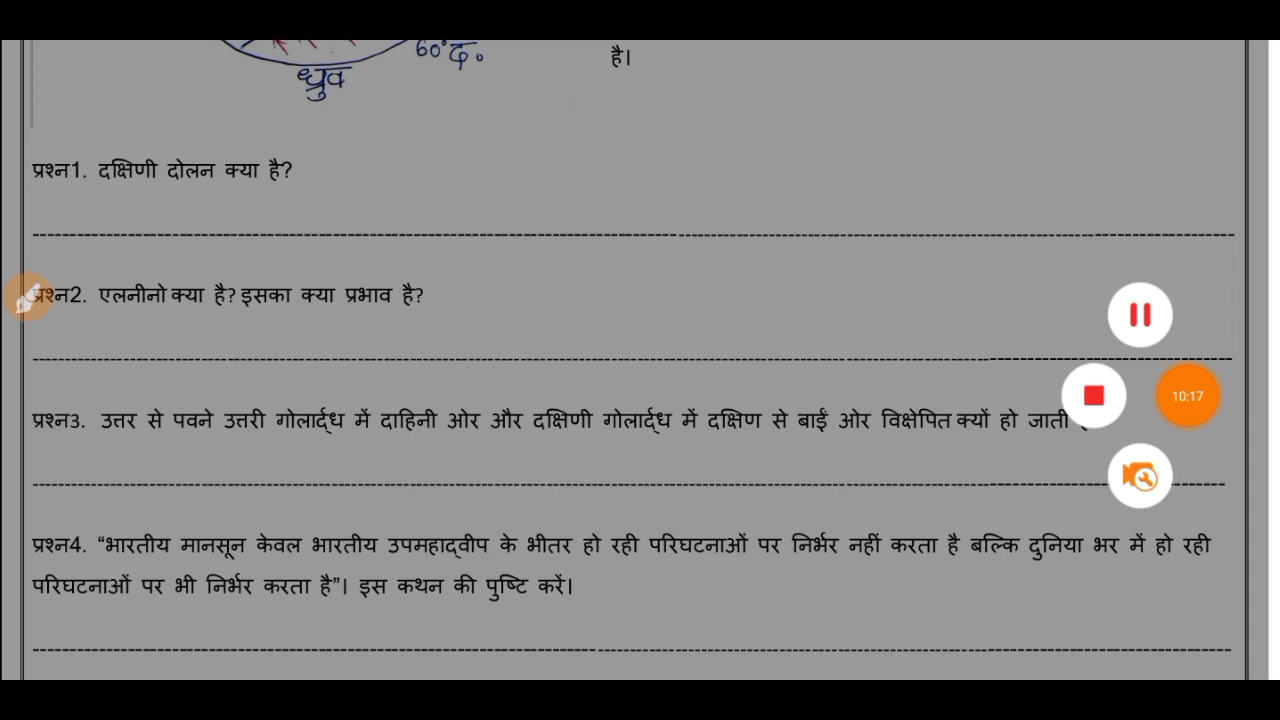 60° द०
है।
ध्रुव
प्रश्न1. दक्षिणी दोलन क्या है?
प्रश्न2. एलनीनो क्या है? इसका क्या प्रभाव है?
प्रश्न3. उत्तर से पवने उत्तरी गोलार्द्ध में दाहिनी ओर और दक्षिणी गोलार्द्ध में दक्षिण से बाईं ओर विक्षेपित क्यों हो जाती
10:17
प्रश्न4. “भारतीय मानसून केवल भारतीय उपमहाद्वीप के भीतर हो रही परिघटनाओं पर निर्भर नहीं करता है बल्कि दुनिया भर में हो रही
परिघटनाओं पर भी निर्भर करता है”। इस कथन की पुष्टि करें।